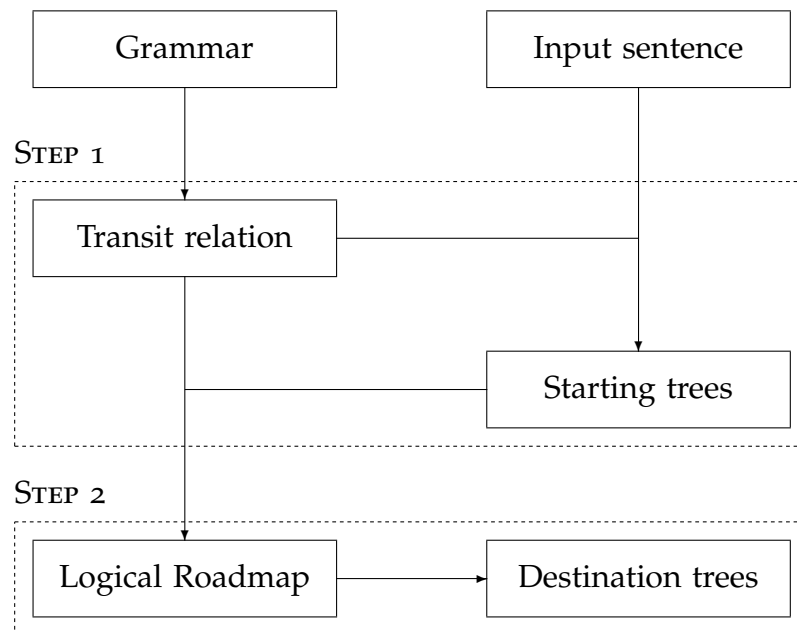 Grammar
Input sentence
STEP 1
Transit relation
Starting trees
STEP 2
Logical Roadmap
Destination trees